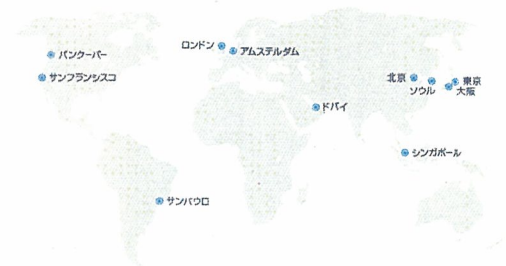 バンクーバー
サンフランシスコ
ロンドン
アムステルダム
ドバイ
サンパウロ
北京
ソウル
東京
大阪
シンガポール